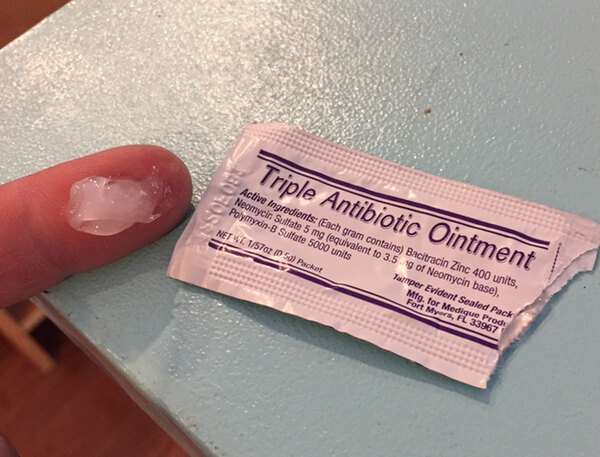 Triple Antibiotic Ointment
Active Ingredients: (Each gram contains) Bacitracin Zinc 400 units,
Neomycin Sulfate 5 mg (equivalent to 3.5 mg of Neomycin base),
Polymyxin-B Sulfate 5000 units
NET WT. 1/57oz (0.5g) Packet
Tamper Evident Sealed Pack
Mfg. for Medique Produ
Fort Myers, FL 33967